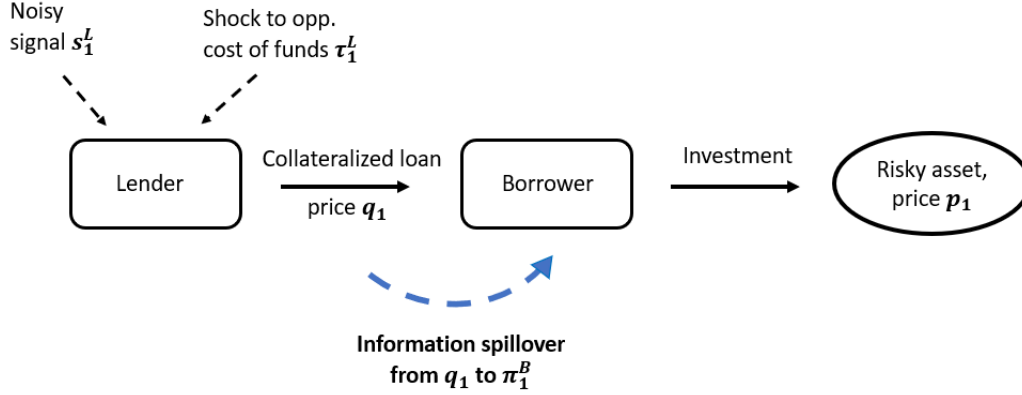 Noisy
signal s₁ᴸ
Shock to opp.
cost of funds τ₁ᴸ
Lender
Collateralized loan
price q₁
Borrower
Investment
Risky asset,
price p₁
Information spillover
from q₁ to π₁ᴮ